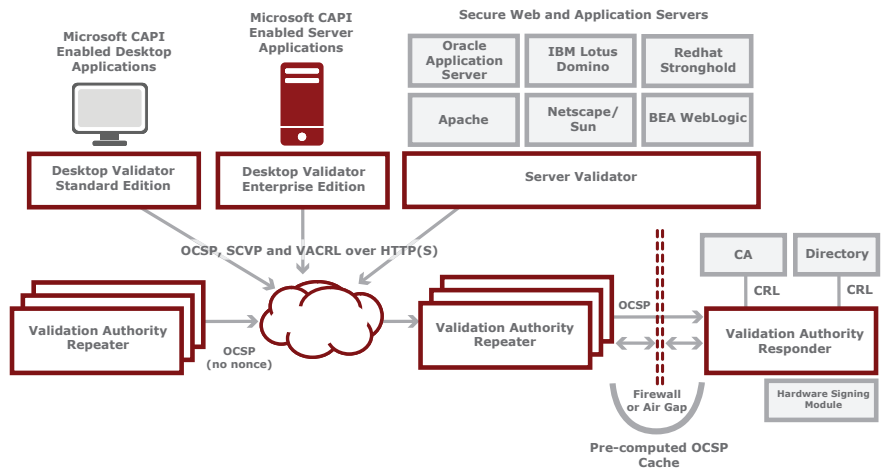 Microsoft CAPI
Enabled Desktop
Applications
Microsoft CAPI
Enabled Server
Applications
Secure Web and Application Servers
Oracle
Application
Server
IBM Lotus
Domino
Redhat
Stronghold
Apache
Netscape/
Sun
BEA WebLogic
Desktop Validator
Standard Edition
Desktop Validator
Enterprise Edition
Server Validator
OCSP, SCVP and VACRL over HTTP(S)
CA
Directory
CRL
CRL
Validation Authority
Repeater
OCSP
(no nonce)
Validation Authority
Repeater
OCSP
Validation Authority
Responder
Firewall
or Air Gap
Hardware Signing
Module
Pre-computed OCSP
Cache